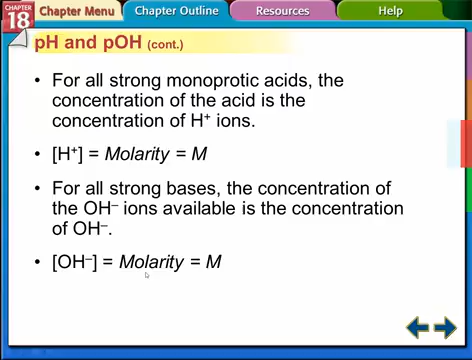 CHAPTER
18
Chapter Menu
Chapter Outline
Resources
Help
pH and pOH (cont.)
• For all strong monoprotic acids, the
concentration of the acid is the
concentration of H⁺ ions.
• [H⁺] = Molarity = M
• For all strong bases, the concentration of
the OH⁻ ions available is the concentration
of OH⁻.
• [OH⁻] = Molarity = M